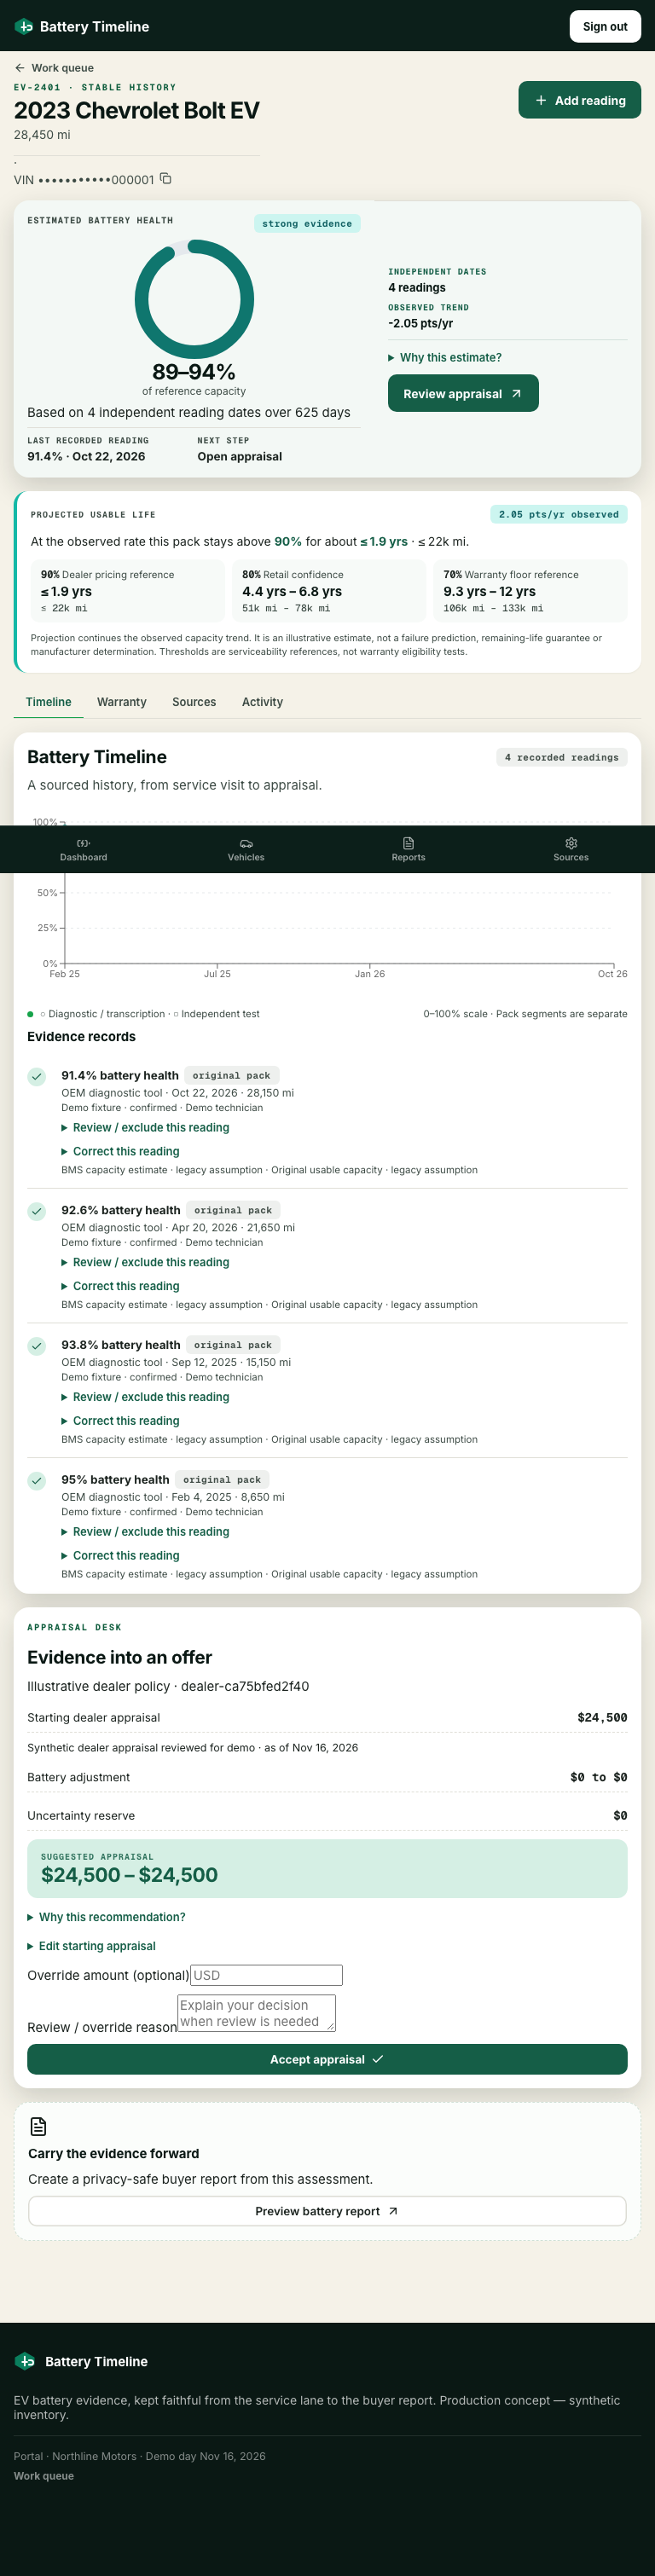 Battery Timeline
Sign out
← Work queue
EV-2401 · STABLE HISTORY
2023 Chevrolet Bolt EV
+ Add reading
28,450 mi
·
VIN •••••••••••000001
ESTIMATED BATTERY HEALTH
strong evidence
89–94%
of reference capacity
Based on 4 independent reading dates over 625 days
LAST RECORDED READING
91.4% · Oct 22, 2026
NEXT STEP
Open appraisal
INDEPENDENT DATES
4 readings
OBSERVED TREND
-2.05 pts/yr
▶ Why this estimate?
Review appraisal ↗
PROJECTED USABLE LIFE
2.05 pts/yr observed
At the observed rate this pack stays above 90% for about ≤1.9 yrs · ≤22k mi.
90% Dealer pricing reference
≤1.9 yrs
≤ 22k mi
80% Retail confidence
4.4 yrs – 6.8 yrs
51k mi – 78k mi
70% Warranty floor reference
9.3 yrs – 12 yrs
106k mi – 133k mi
Projection continues the observed capacity trend. It is an illustrative estimate, not a failure prediction, remaining-life guarantee or
manufacturer determination. Thresholds are serviceability references, not warranty eligibility tests.
Timeline
Warranty
Sources
Activity
Battery Timeline
4 recorded readings
A sourced history, from service visit to appraisal.
100%
Dashboard
Vehicles
Reports
Sources
50%
25%
0%
Feb 25
Jul 25
Jan 26
Oct 26
● ○ Diagnostic / transcription · ○ Independent test
0–100% scale · Pack segments are separate
Evidence records
91.4% battery health original pack
OEM diagnostic tool · Oct 22, 2026 · 28,150 mi
Demo fixture · confirmed · Demo technician
▶ Review / exclude this reading
▶ Correct this reading
BMS capacity estimate · legacy assumption · Original usable capacity · legacy assumption
92.6% battery health original pack
OEM diagnostic tool · Apr 20, 2026 · 21,650 mi
Demo fixture · confirmed · Demo technician
▶ Review / exclude this reading
▶ Correct this reading
BMS capacity estimate · legacy assumption · Original usable capacity · legacy assumption
93.8% battery health original pack
OEM diagnostic tool · Sep 12, 2025 · 15,150 mi
Demo fixture · confirmed · Demo technician
▶ Review / exclude this reading
▶ Correct this reading
BMS capacity estimate · legacy assumption · Original usable capacity · legacy assumption
95% battery health original pack
OEM diagnostic tool · Feb 4, 2025 · 8,650 mi
Demo fixture · confirmed · Demo technician
▶ Review / exclude this reading
▶ Correct this reading
BMS capacity estimate · legacy assumption · Original usable capacity · legacy assumption
APPRAISAL DESK
Evidence into an offer
Illustrative dealer policy · dealer-ca75bfed2f40
Starting dealer appraisal
$24,500
Synthetic dealer appraisal reviewed for demo · as of Nov 16, 2026
Battery adjustment
$0 to $0
Uncertainty reserve
$0
SUGGESTED APPRAISAL
$24,500 – $24,500
▶ Why this recommendation?
▶ Edit starting appraisal
Override amount (optional) USD
Review / override reason Explain your decision
when review is needed
Accept appraisal ✓
Carry the evidence forward
Create a privacy-safe buyer report from this assessment.
Preview battery report ↗
Battery Timeline
EV battery evidence, kept faithful from the service lane to the buyer report. Production concept — synthetic
inventory.
Portal · Northline Motors · Demo day Nov 16, 2026
Work queue